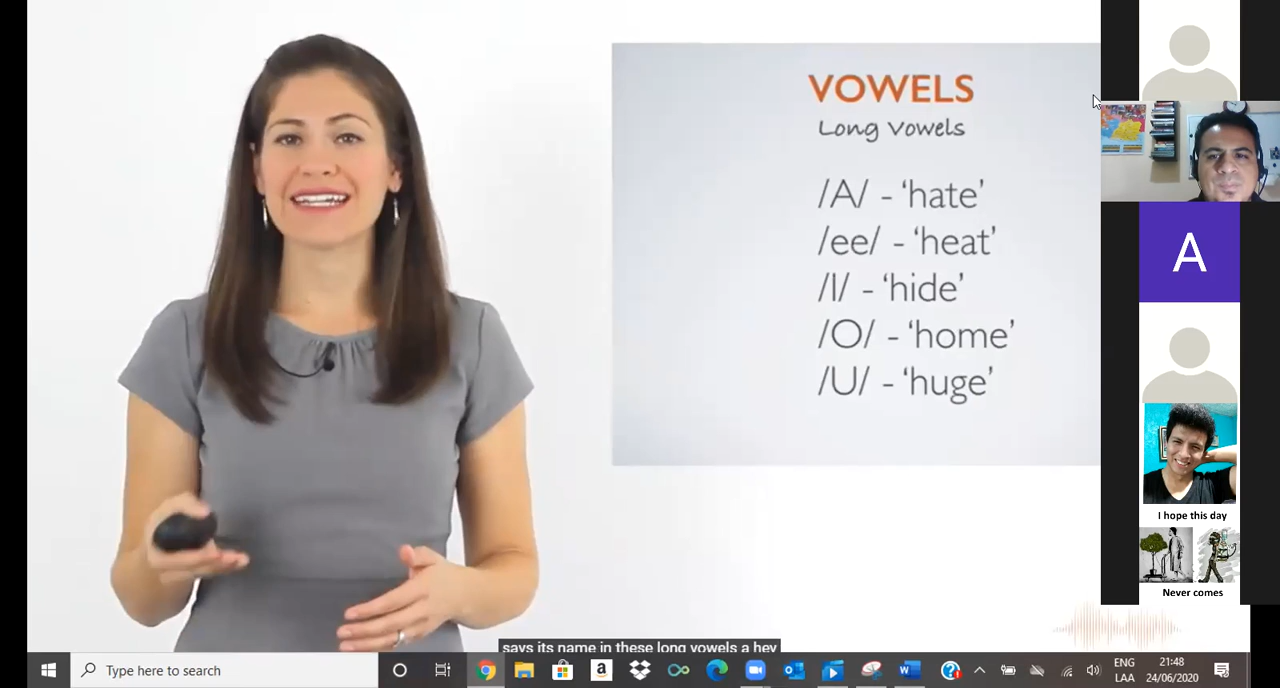 VOWELS
Long Vowels
/A/ - ‘hate’
/ee/ - ‘heat’
/I/ - ‘hide’
/O/ - ‘home’
/U/ - ‘huge’
A
I hope this day
Never comes
says its name in these long vowels a hey
Type here to search
ENG
LAA
21:48
24/06/2020